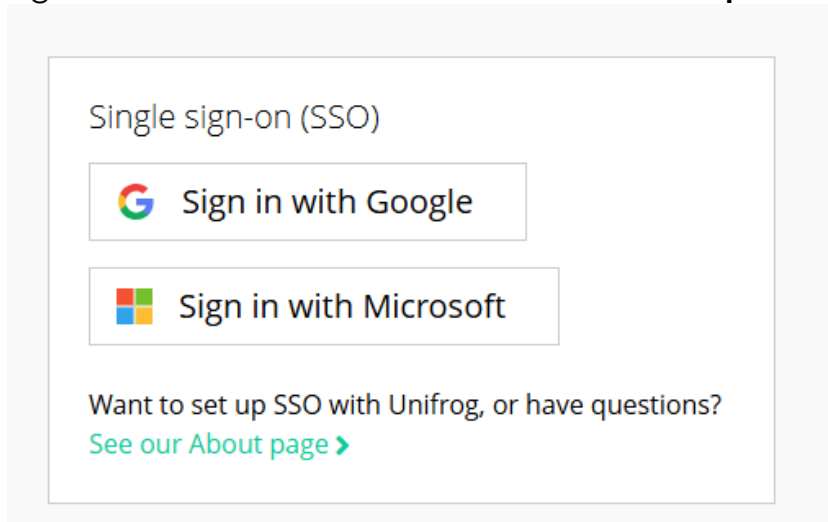 Single sign-on (SSO)
Sign in with Google
Sign in with Microsoft
Want to set up SSO with Unifrog, or have questions?
See our About page